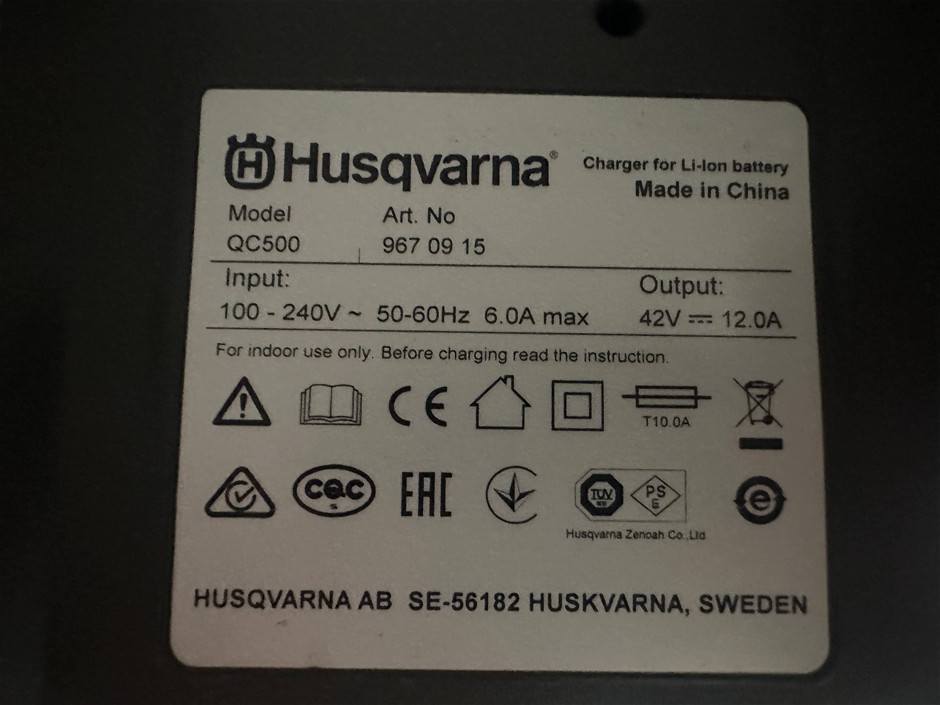 Husqvarna® Charger for Li-Ion battery
Made in China
Model Art. No
QC500 967 09 15
Input: Output:
100 - 240V ~ 50-60Hz 6.0A max 42V ⎓ 12.0A
For indoor use only. Before charging read the instruction.
CE
T10.0A
CQC
S
EAC
TÜV
PS
E
e
Husqvarna Zenoah Co.,Ltd
HUSQVARNA AB SE-56182 HUSKVARNA, SWEDEN